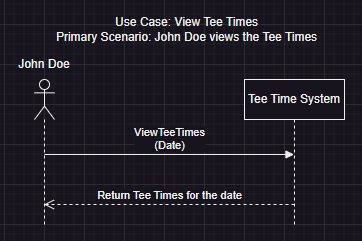 Use Case: View Tee Times
Primary Scenario: John Doe views the Tee Times
John Doe
Tee Time System
ViewTeeTimes
(Date)
Return Tee Times for the date